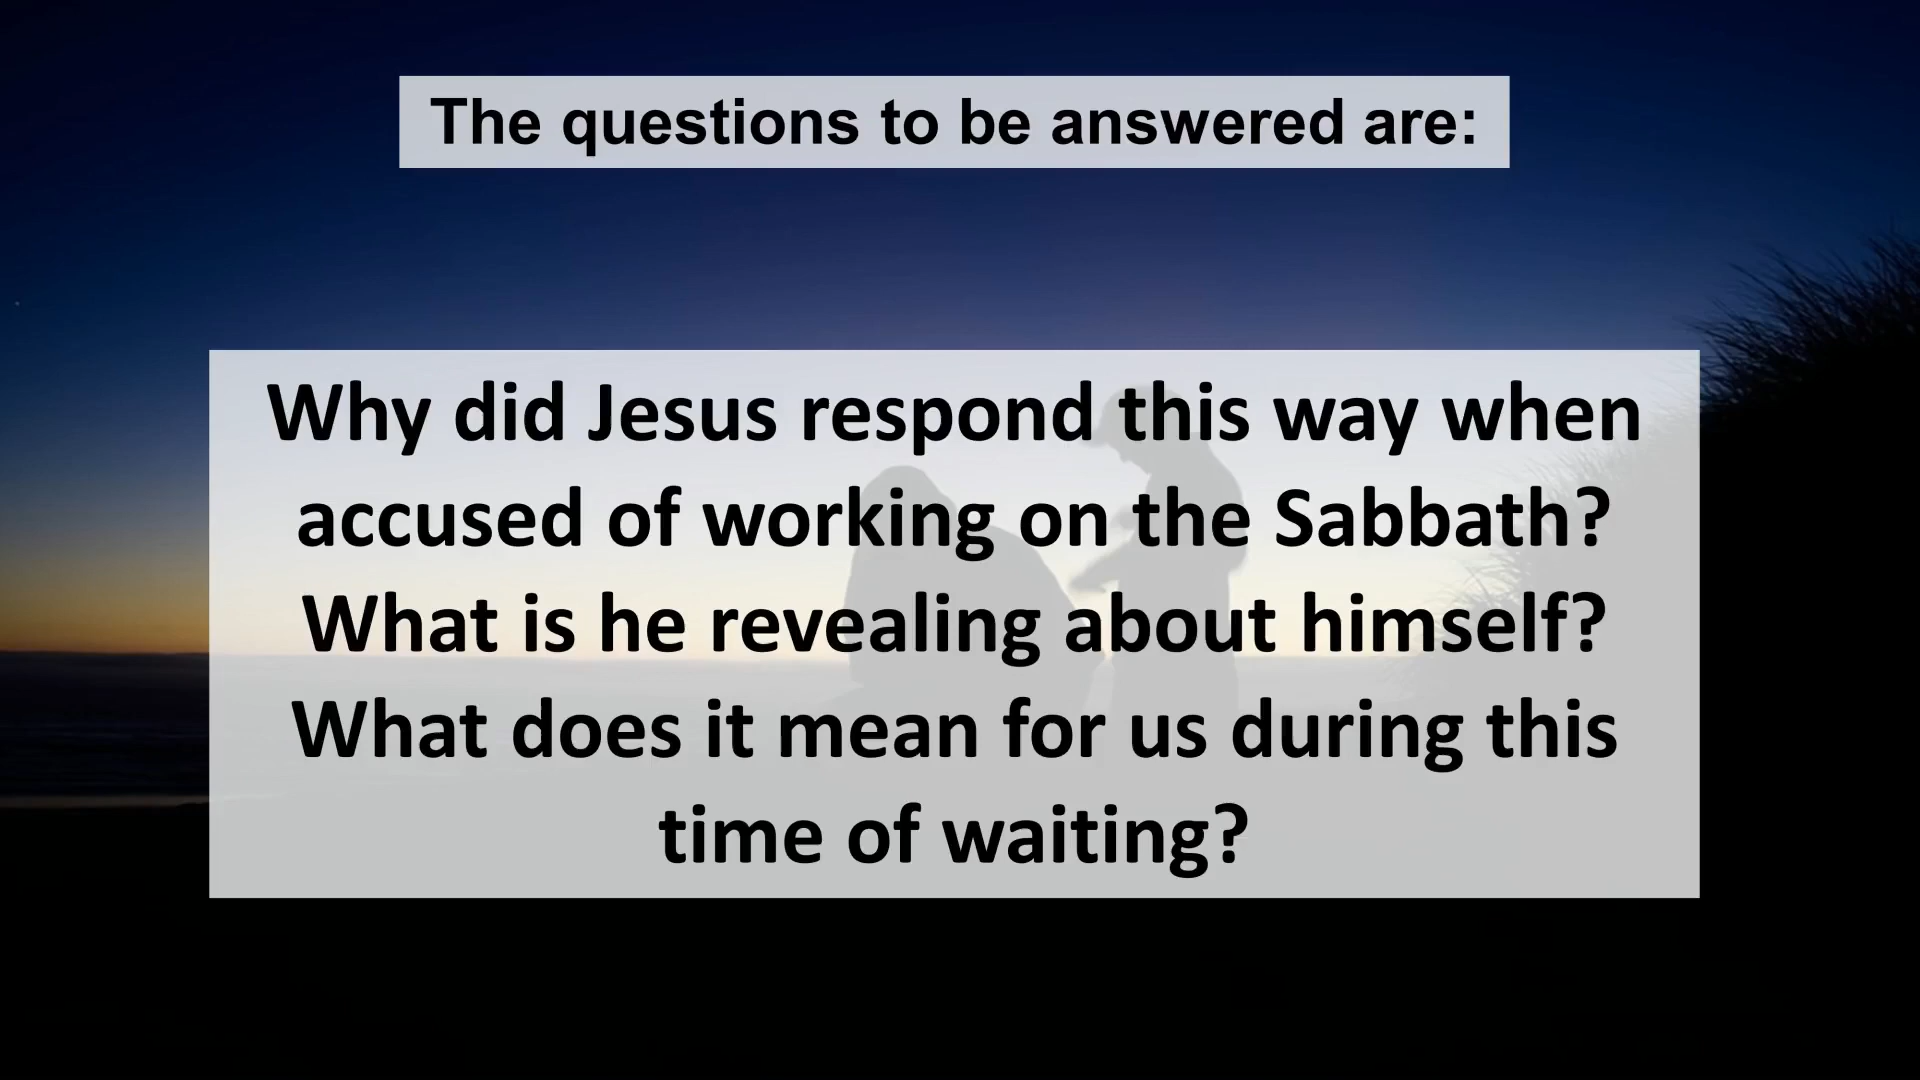 The questions to be answered are:
Why did Jesus respond this way when
accused of working on the Sabbath?
What is he revealing about himself?
What does it mean for us during this
time of waiting?